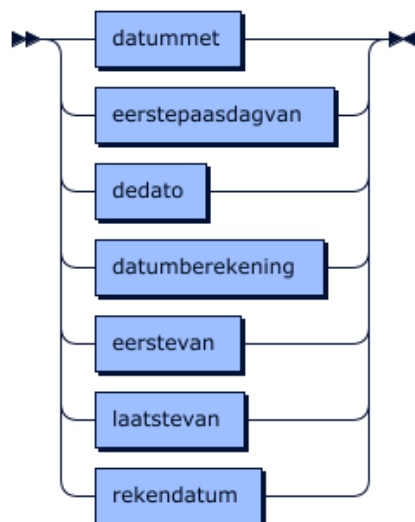 datummet
eerstepaasdagvan
dedato
datumberekening
eerstevan
laatstevan
rekendatum